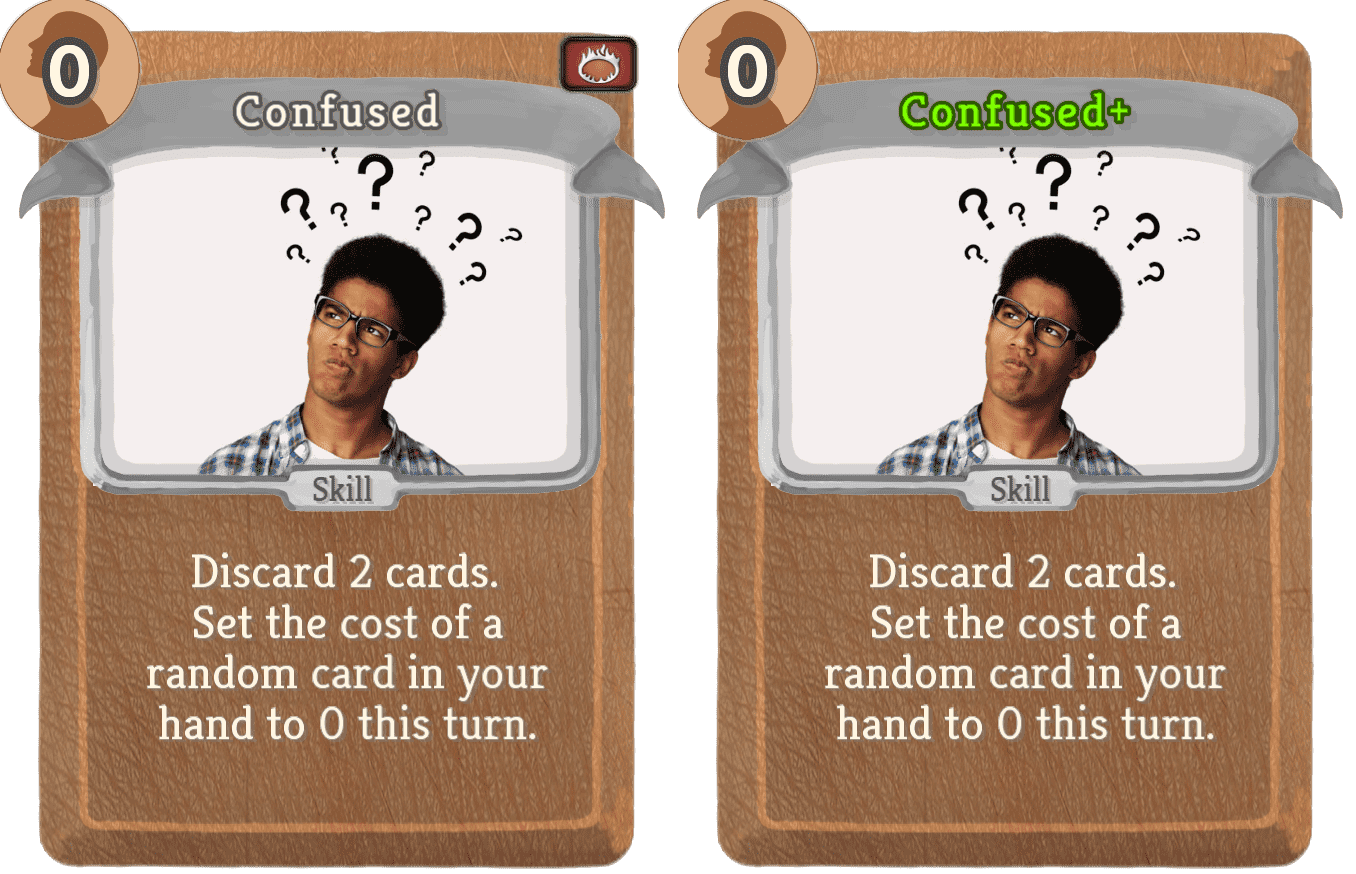 0
Confused
? ? ? ? ? ? ? ? ? ?
Skill
Discard 2 cards.
Set the cost of a
random card in your
hand to 0 this turn.
0
Confused+
? ? ? ? ? ? ? ? ? ?
Skill
Discard 2 cards.
Set the cost of a
random card in your
hand to 0 this turn.